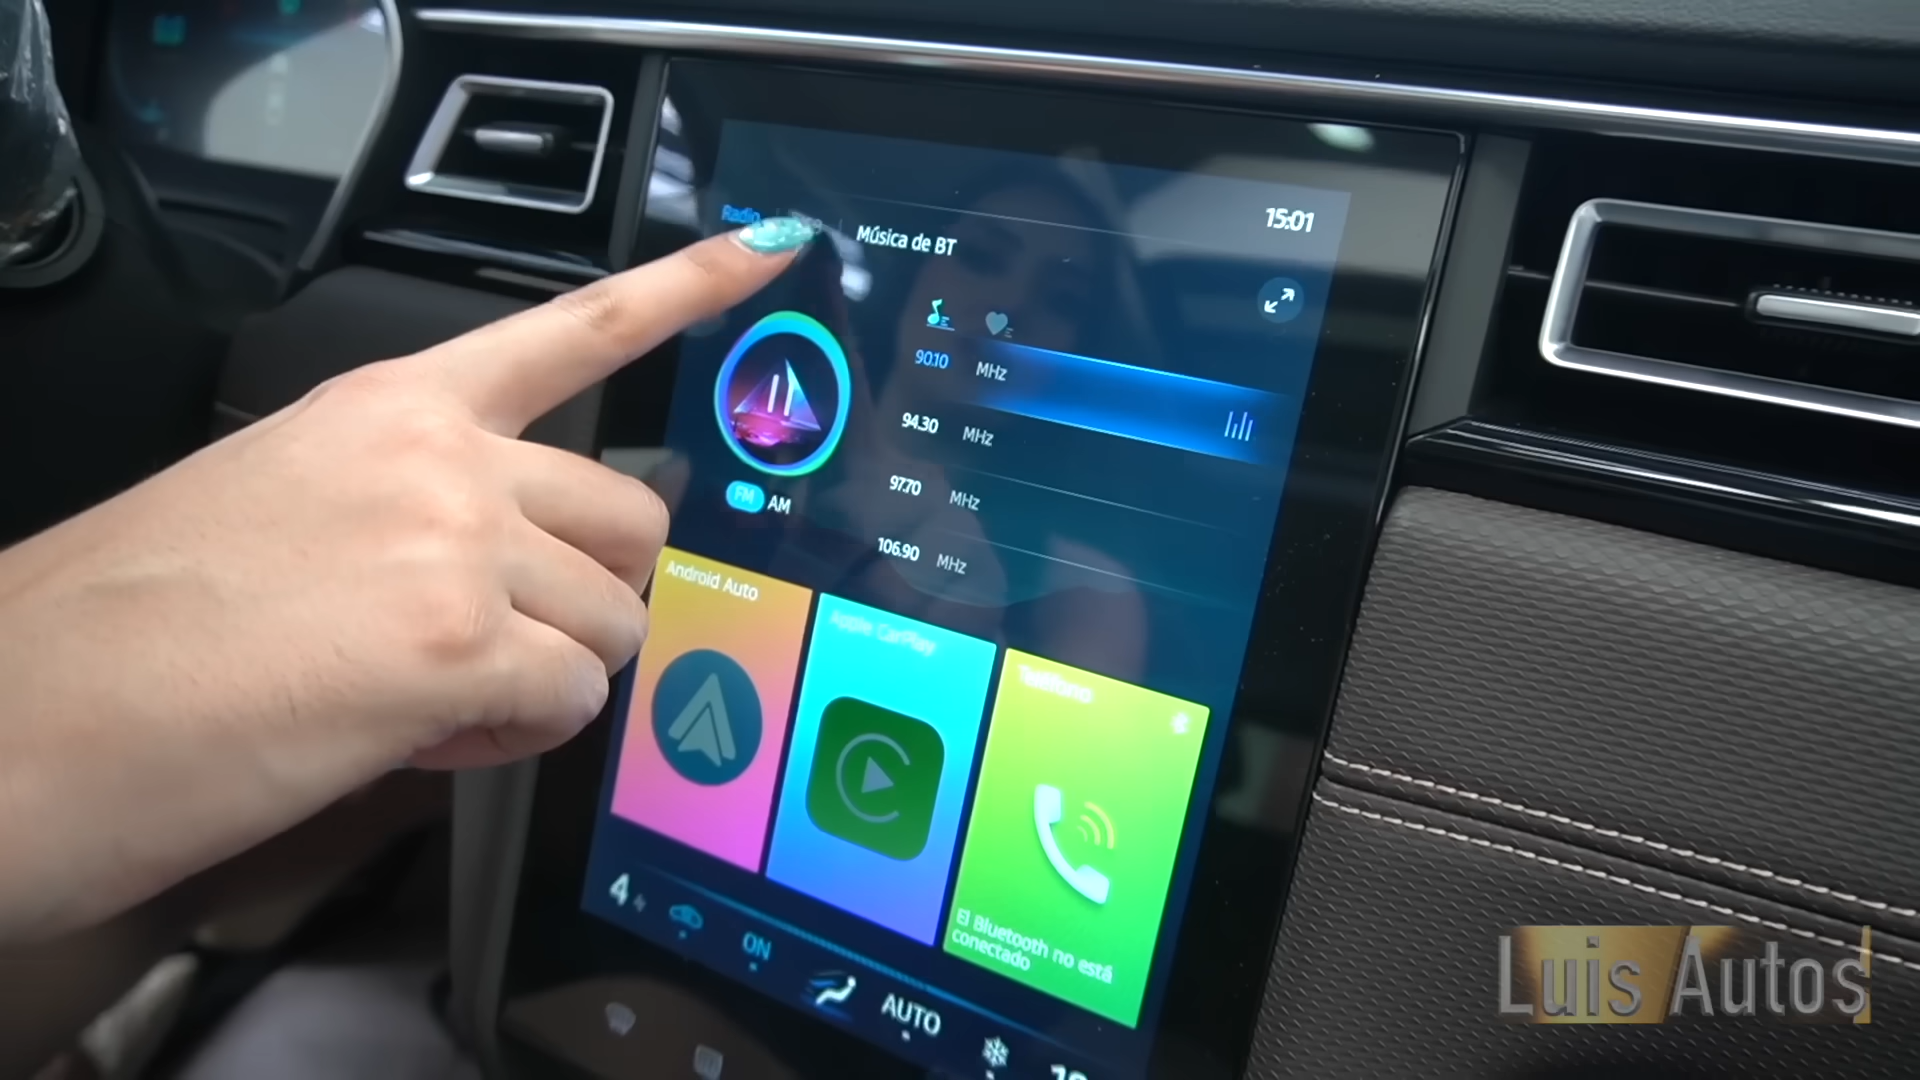 Radio
Música de BT
15:01
90.10 MHz
94.30 MHz
97.70 MHz
106.90 MHz
FM AM
Android Auto
Apple CarPlay
Teléfono
El Bluetooth no está
conectado
4
ON
AUTO
Luis Autos